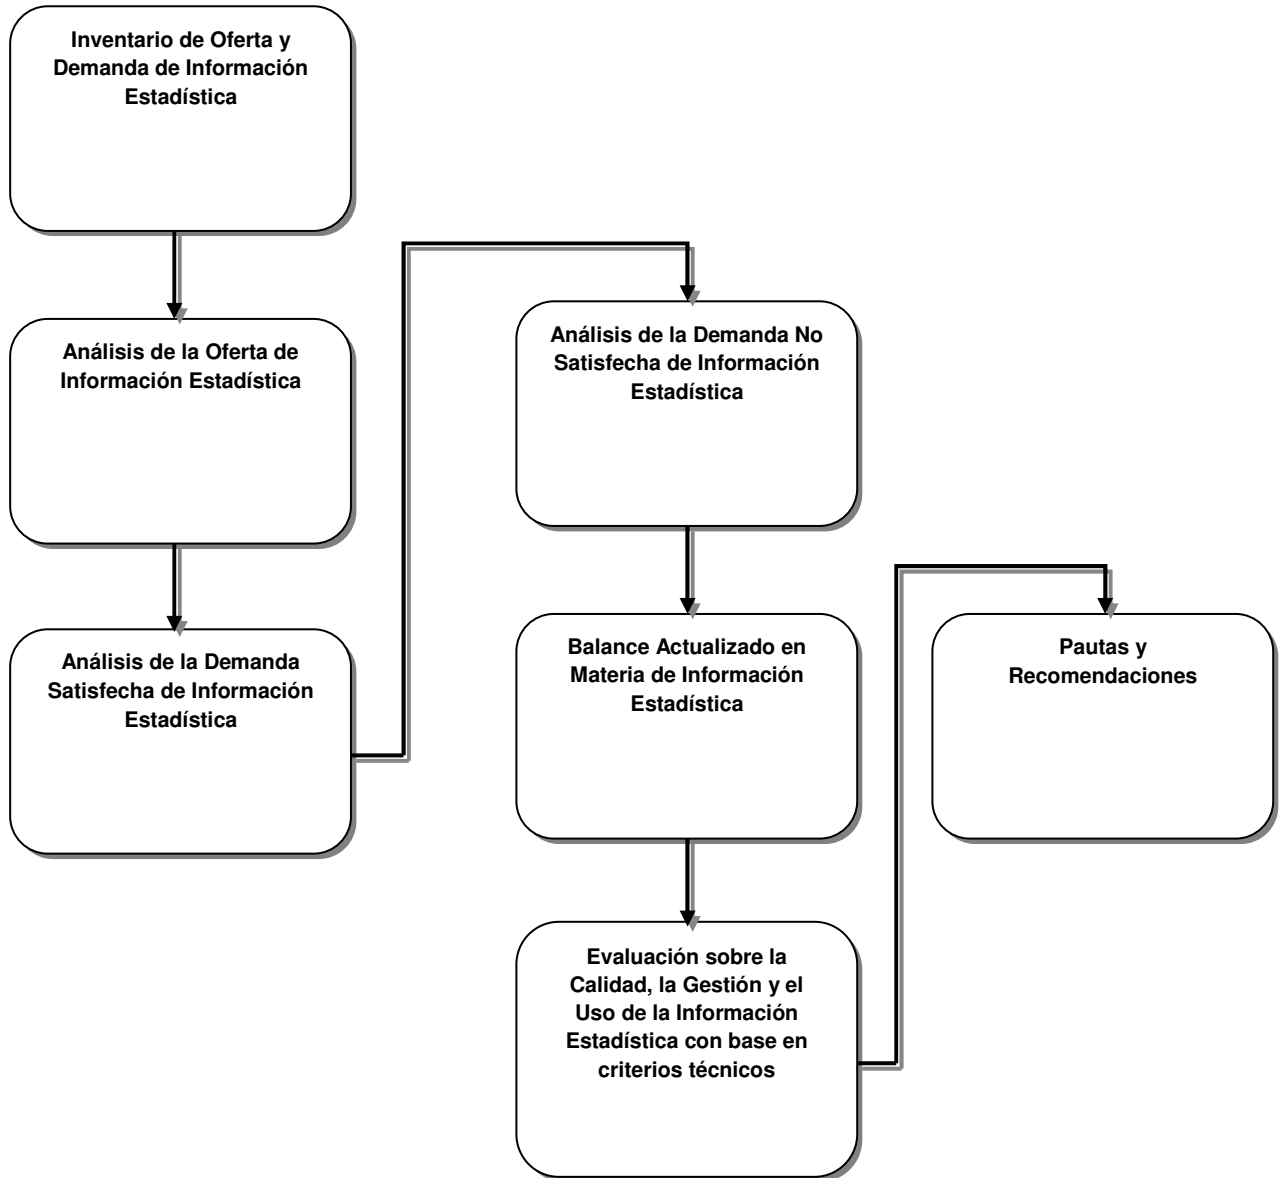 Inventario de Oferta y
Demanda de Información
Estadística
Análisis de la Oferta de
Información Estadística
Análisis de la Demanda
Satisfecha de Información
Estadística
Análisis de la Demanda No
Satisfecha de Información
Estadística
Balance Actualizado en
Materia de Información
Estadística
Evaluación sobre la
Calidad, la Gestión y el
Uso de la Información
Estadística con base en
criterios técnicos
Pautas y
Recomendaciones